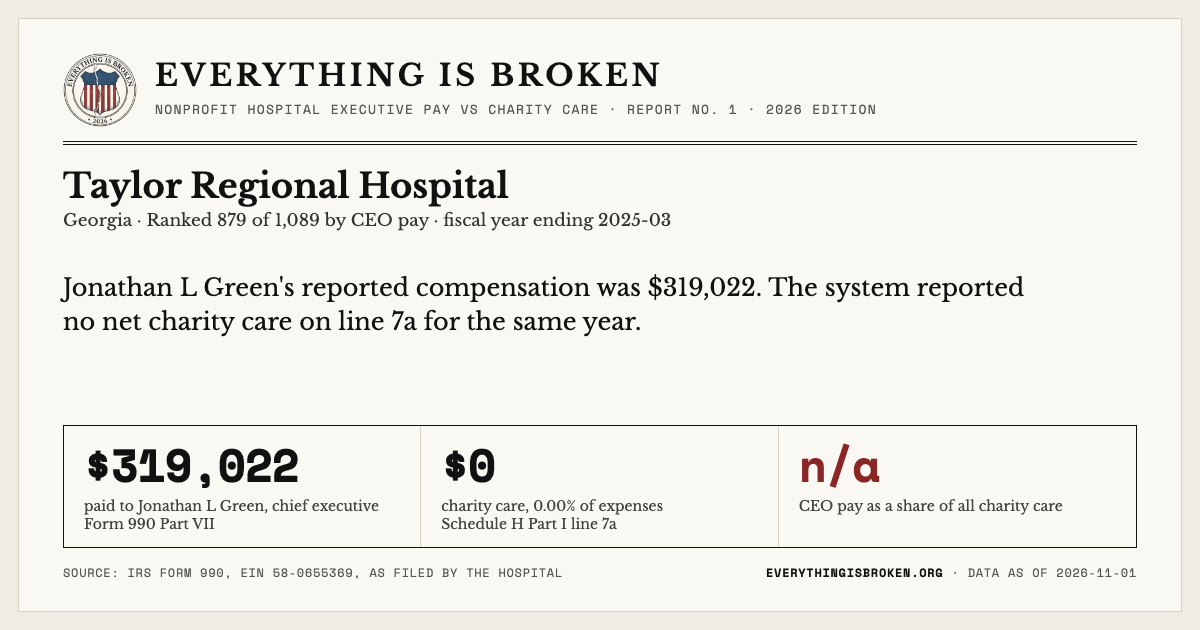 EVERYTHING IS BROKEN
· 2026 ·
EVERYTHING IS BROKEN
NONPROFIT HOSPITAL EXECUTIVE PAY VS CHARITY CARE · REPORT NO. 1 · 2026 EDITION
Taylor Regional Hospital
Georgia · Ranked 879 of 1,089 by CEO pay · fiscal year ending 2025-03
Jonathan L Green's reported compensation was $319,022. The system reported
no net charity care on line 7a for the same year.
$319,022
paid to Jonathan L Green, chief executive
Form 990 Part VII
$0
charity care, 0.00% of expenses
Schedule H Part I line 7a
n/a
CEO pay as a share of all charity care
SOURCE: IRS FORM 990, EIN 58-0655369, AS FILED BY THE HOSPITAL
EVERYTHINGISBROKEN.ORG · DATA AS OF 2026-11-01